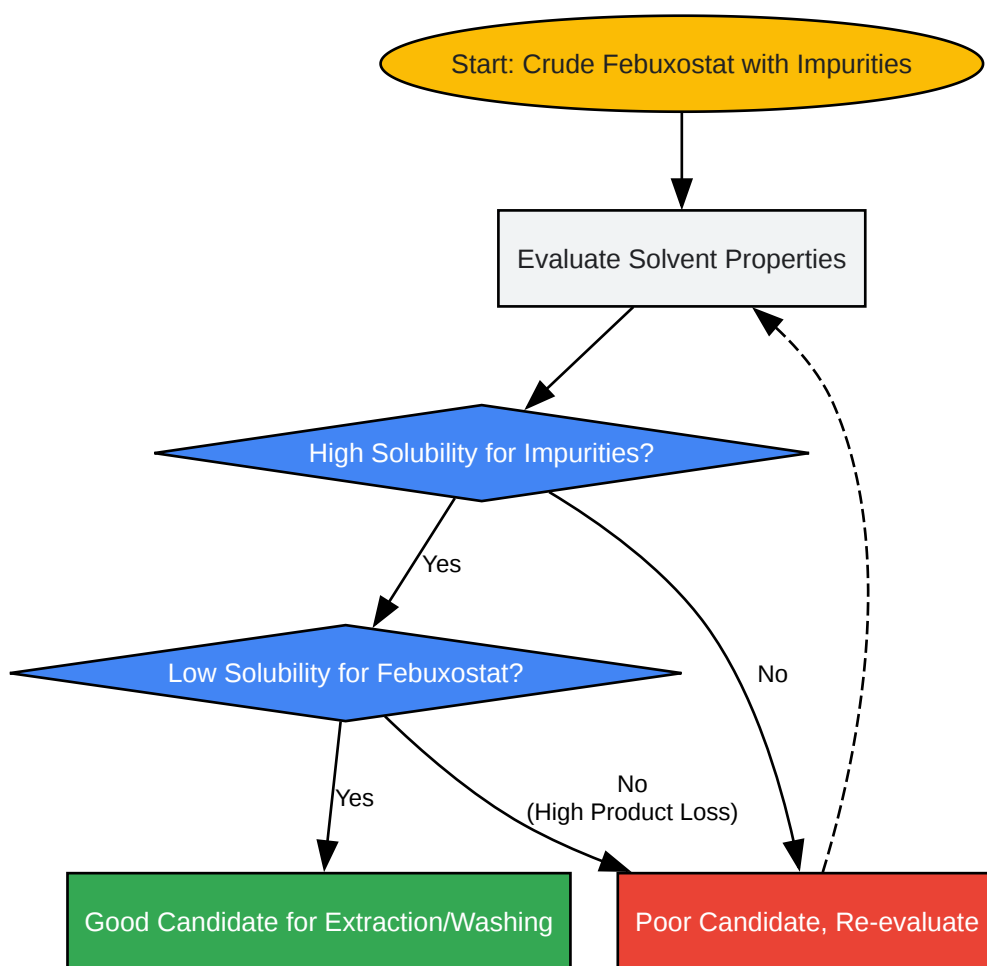 Start: Crude Febuxostat with Impurities
Evaluate Solvent Properties
High Solubility for Impurities?
Yes
Low Solubility for Febuxostat?
No
Yes
No
(High Product Loss)
Good Candidate for Extraction/Washing
Poor Candidate, Re-evaluate